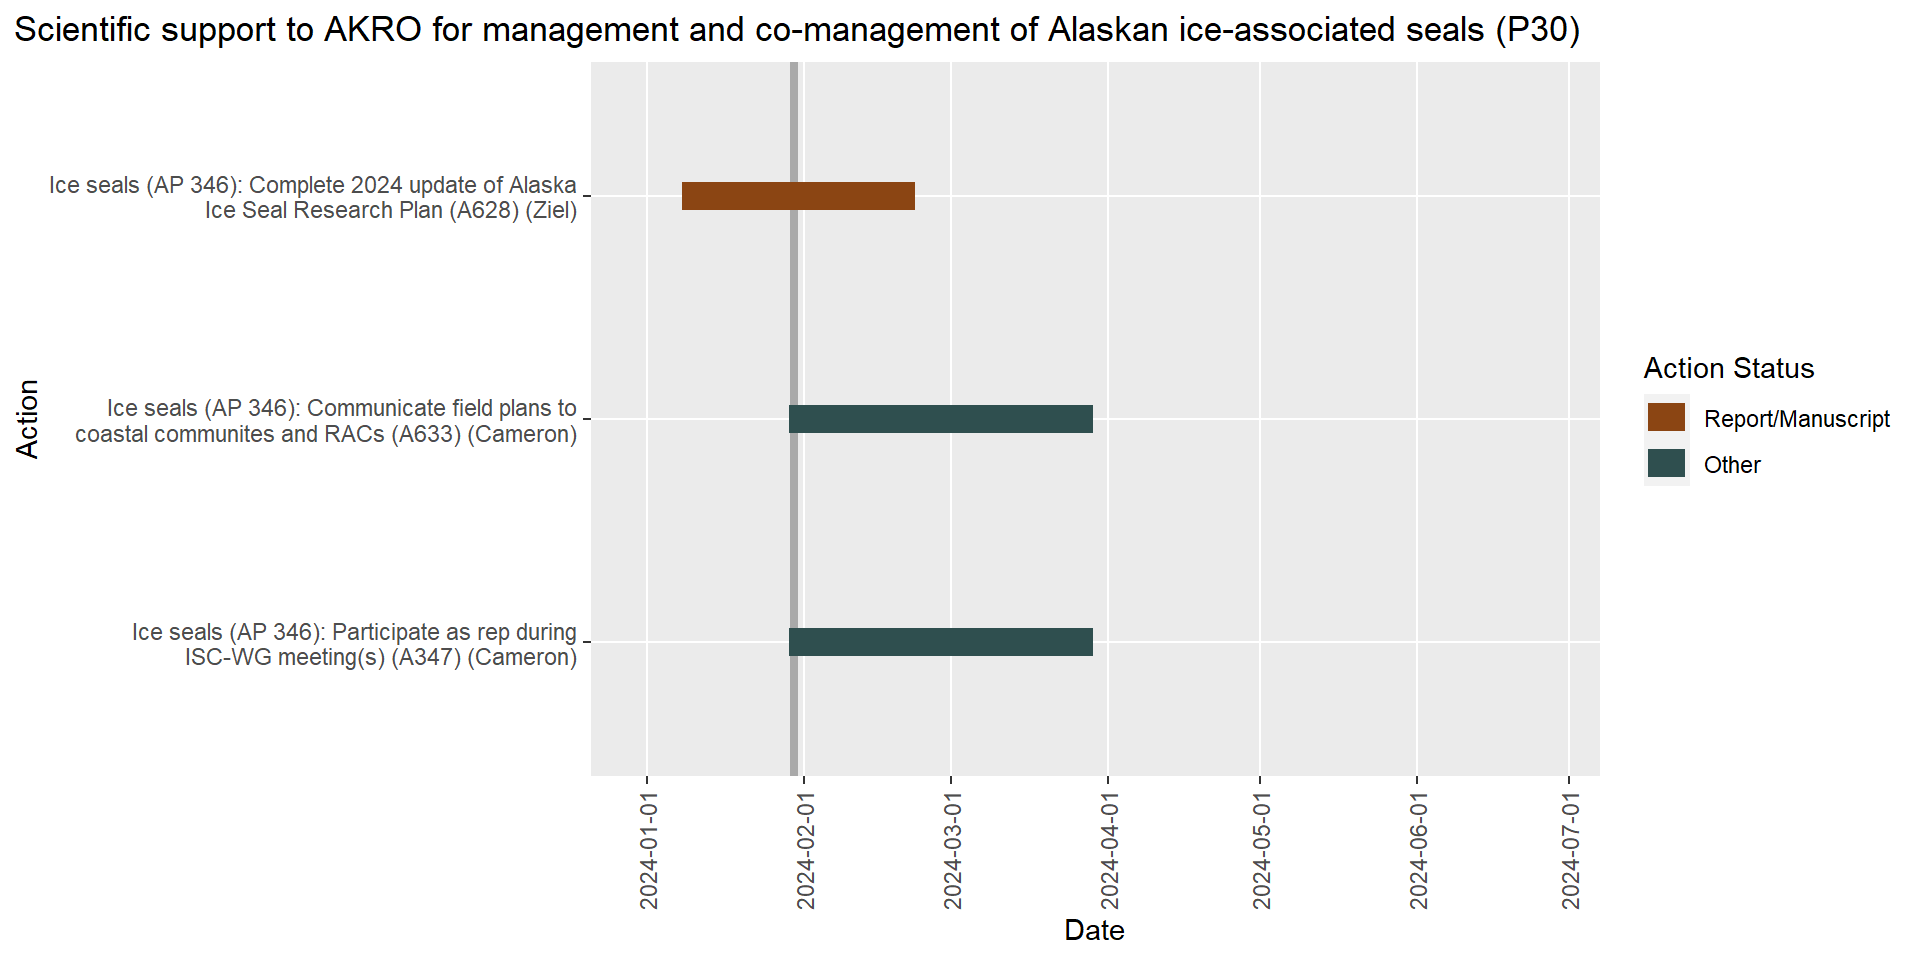 Scientific support to AKRO for management and co-management of Alaskan ice-associated seals (P30)
Action
Ice seals (AP 346): Complete 2024 update of Alaska
Ice Seal Research Plan (A628) (Ziel)
Ice seals (AP 346): Communicate field plans to
coastal communites and RACs (A633) (Cameron)
Ice seals (AP 346): Participate as rep during
ISC-WG meeting(s) (A347) (Cameron)
2024-01-01
2024-02-01
2024-03-01
2024-04-01
2024-05-01
2024-06-01
2024-07-01
Date
Action Status
Report/Manuscript
Other